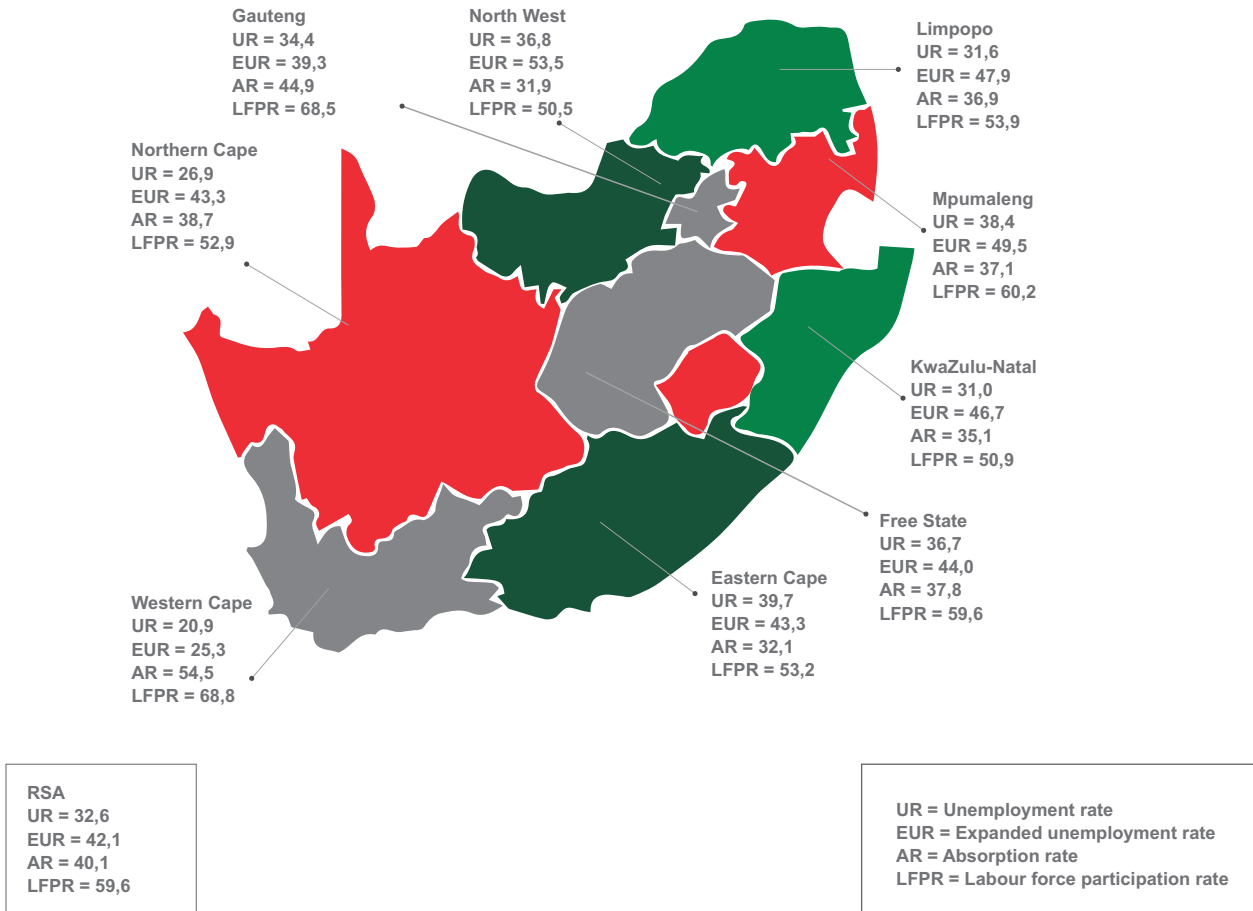 Gauteng
UR = 34,4
EUR = 39,3
AR = 44,9
LFPR = 68,5
North West
UR = 36,8
EUR = 53,5
AR = 31,9
LFPR = 50,5
Limpopo
UR = 31,6
EUR = 47,9
AR = 36,9
LFPR = 53,9
Northern Cape
UR = 26,9
EUR = 43,3
AR = 38,7
LFPR = 52,9
Mpumaleng
UR = 38,4
EUR = 49,5
AR = 37,1
LFPR = 60,2
KwaZulu-Natal
UR = 31,0
EUR = 46,7
AR = 35,1
LFPR = 50,9
Free State
UR = 36,7
EUR = 44,0
AR = 37,8
LFPR = 59,6
Eastern Cape
UR = 39,7
EUR = 43,3
AR = 32,1
LFPR = 53,2
Western Cape
UR = 20,9
EUR = 25,3
AR = 54,5
LFPR = 68,8
RSA
UR = 32,6
EUR = 42,1
AR = 40,1
LFPR = 59,6
UR = Unemployment rate
EUR = Expanded unemployment rate
AR = Absorption rate
LFPR = Labour force participation rate